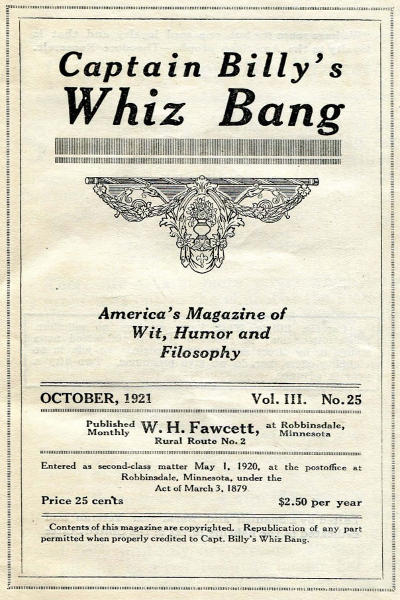 Captain Billy's
Whiz Bang
America's Magazine of
Wit, Humor and
Filosophy
OCTOBER, 1921 Vol. III. No. 25
Published Monthly W. H. Fawcett, at Robbinsdale, Minnesota
Rural Route No. 2
Entered as second-class matter May 1, 1920, at the postoffice at
Robbinsdale, Minnesota, under the
Act of March 3, 1879
Price 25 cents $2.50 per year
Contents of this magazine are copyrighted. Republication of any part
permitted when properly credited to Capt. Billy's Whiz Bang.